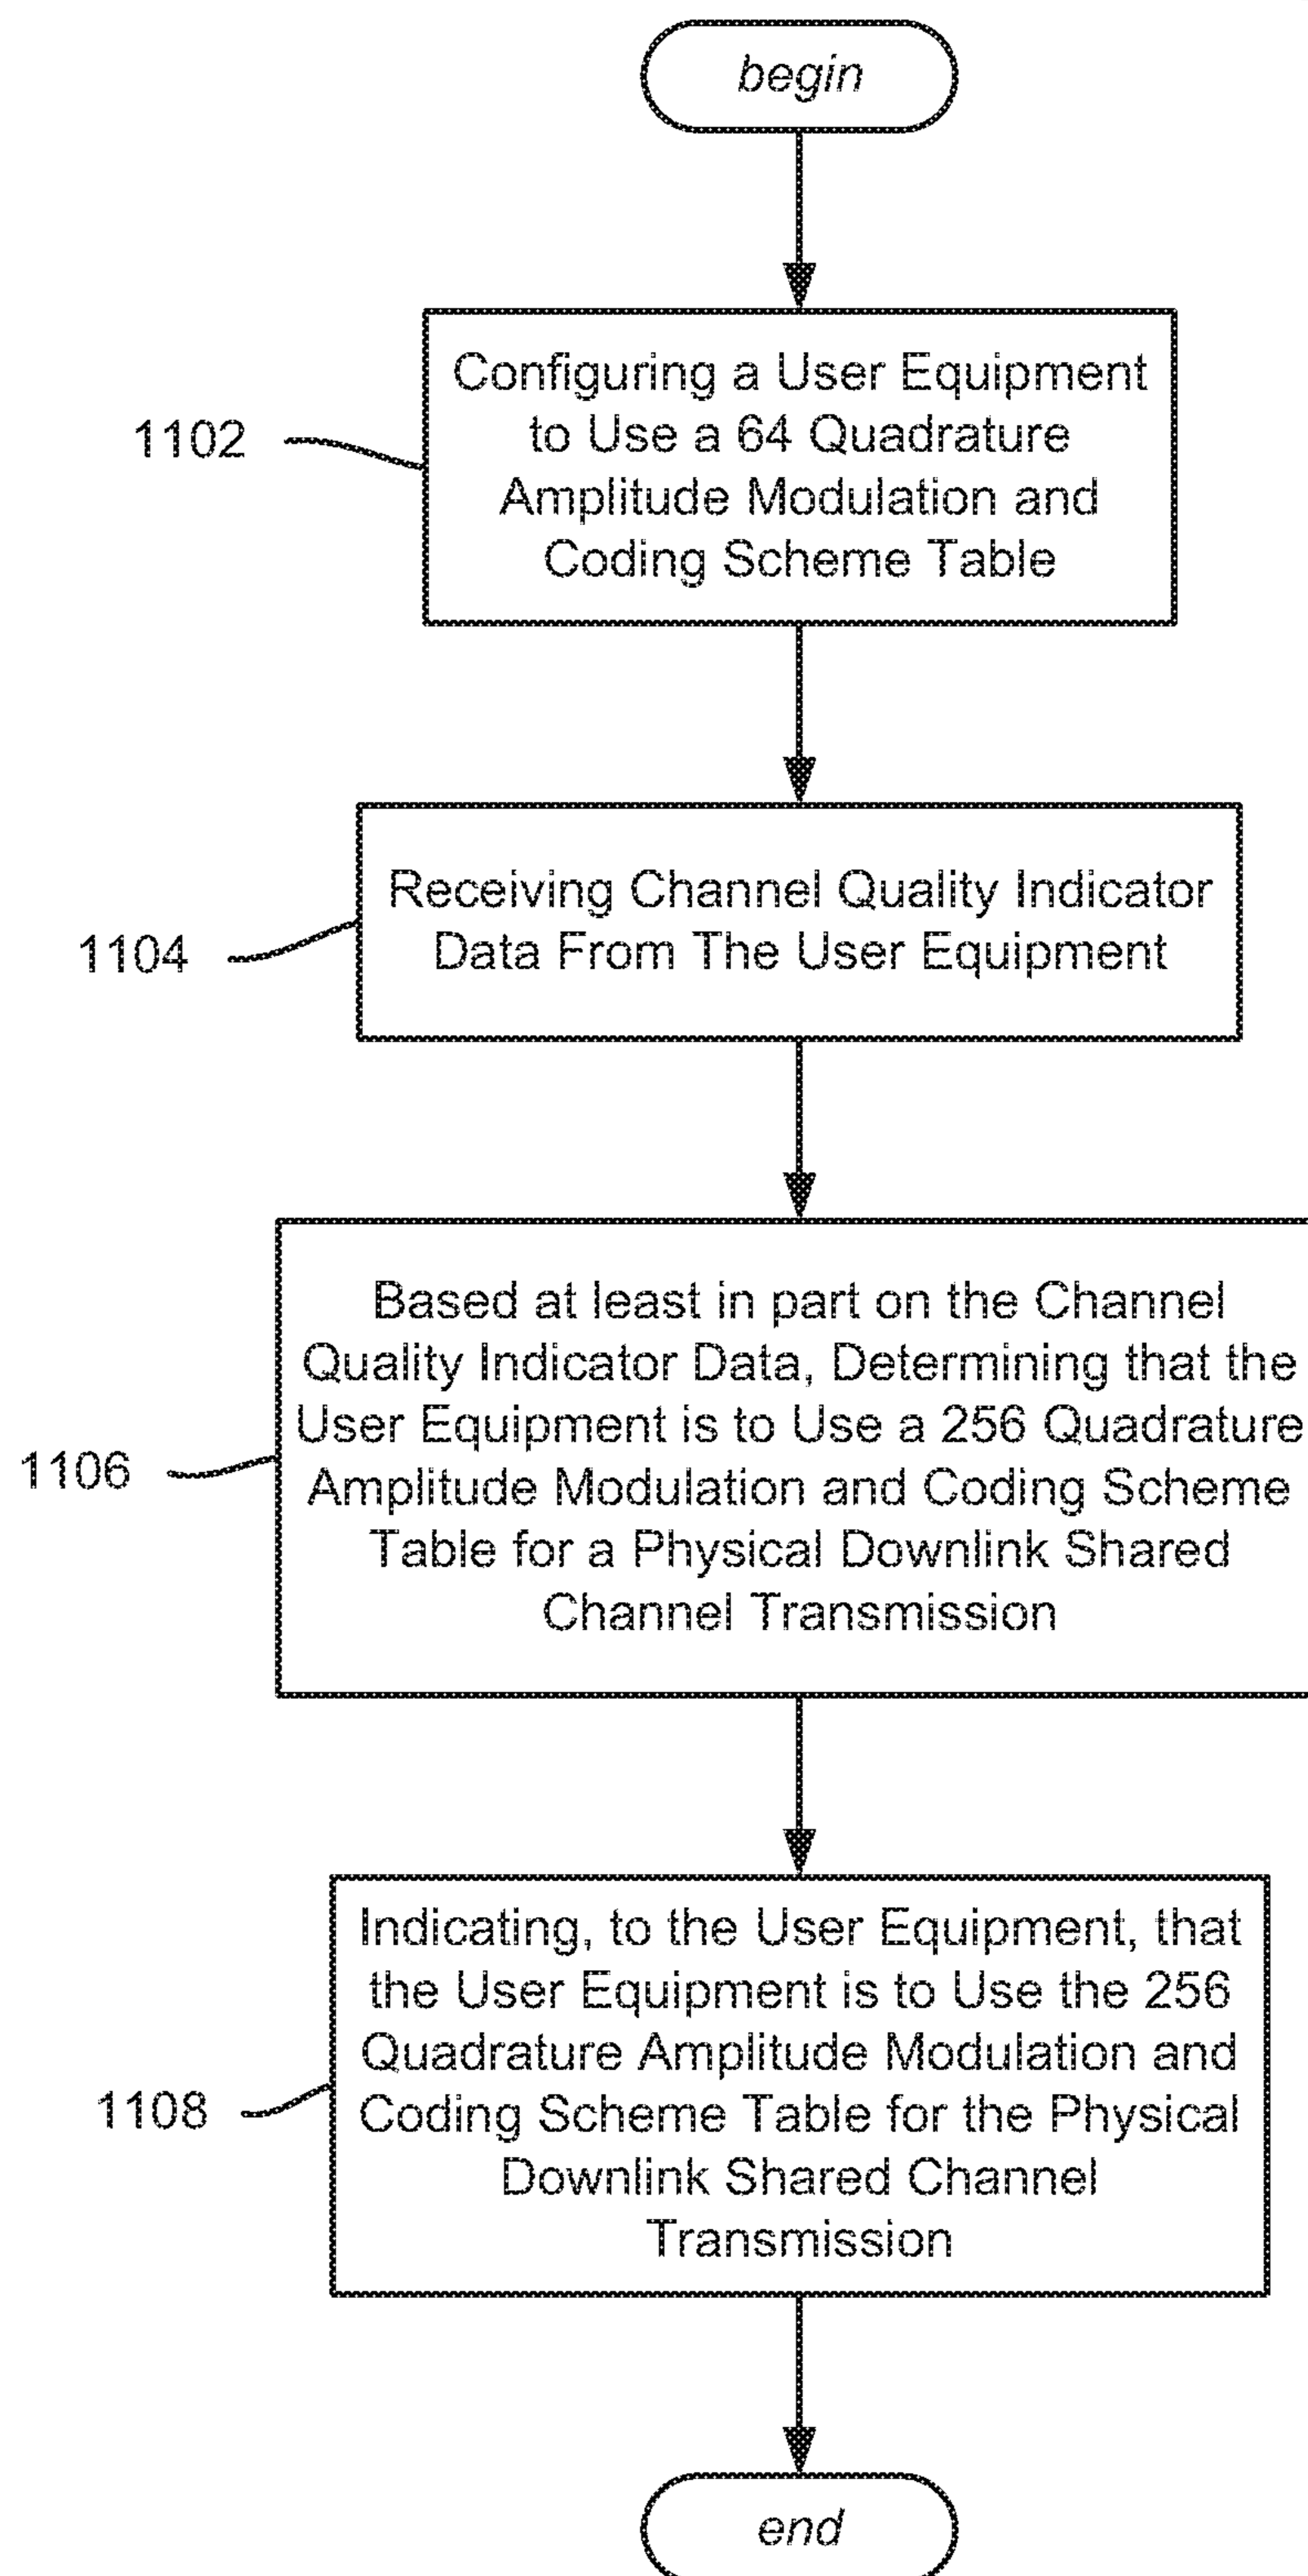 begin
1102
Configuring a User Equipment
to Use a 64 Quadrature
Amplitude Modulation and
Coding Scheme Table
1104
Receiving Channel Quality Indicator
Data From The User Equipment
1106
Based at least in part on the Channel
Quality Indicator Data, Determining that the
User Equipment is to Use a 256 Quadrature
Amplitude Modulation and Coding Scheme
Table for a Physical Downlink Shared
Channel Transmission
1108
Indicating, to the User Equipment, that
the User Equipment is to Use the 256
Quadrature Amplitude Modulation and
Coding Scheme Table for the Physical
Downlink Shared Channel
Transmission
end